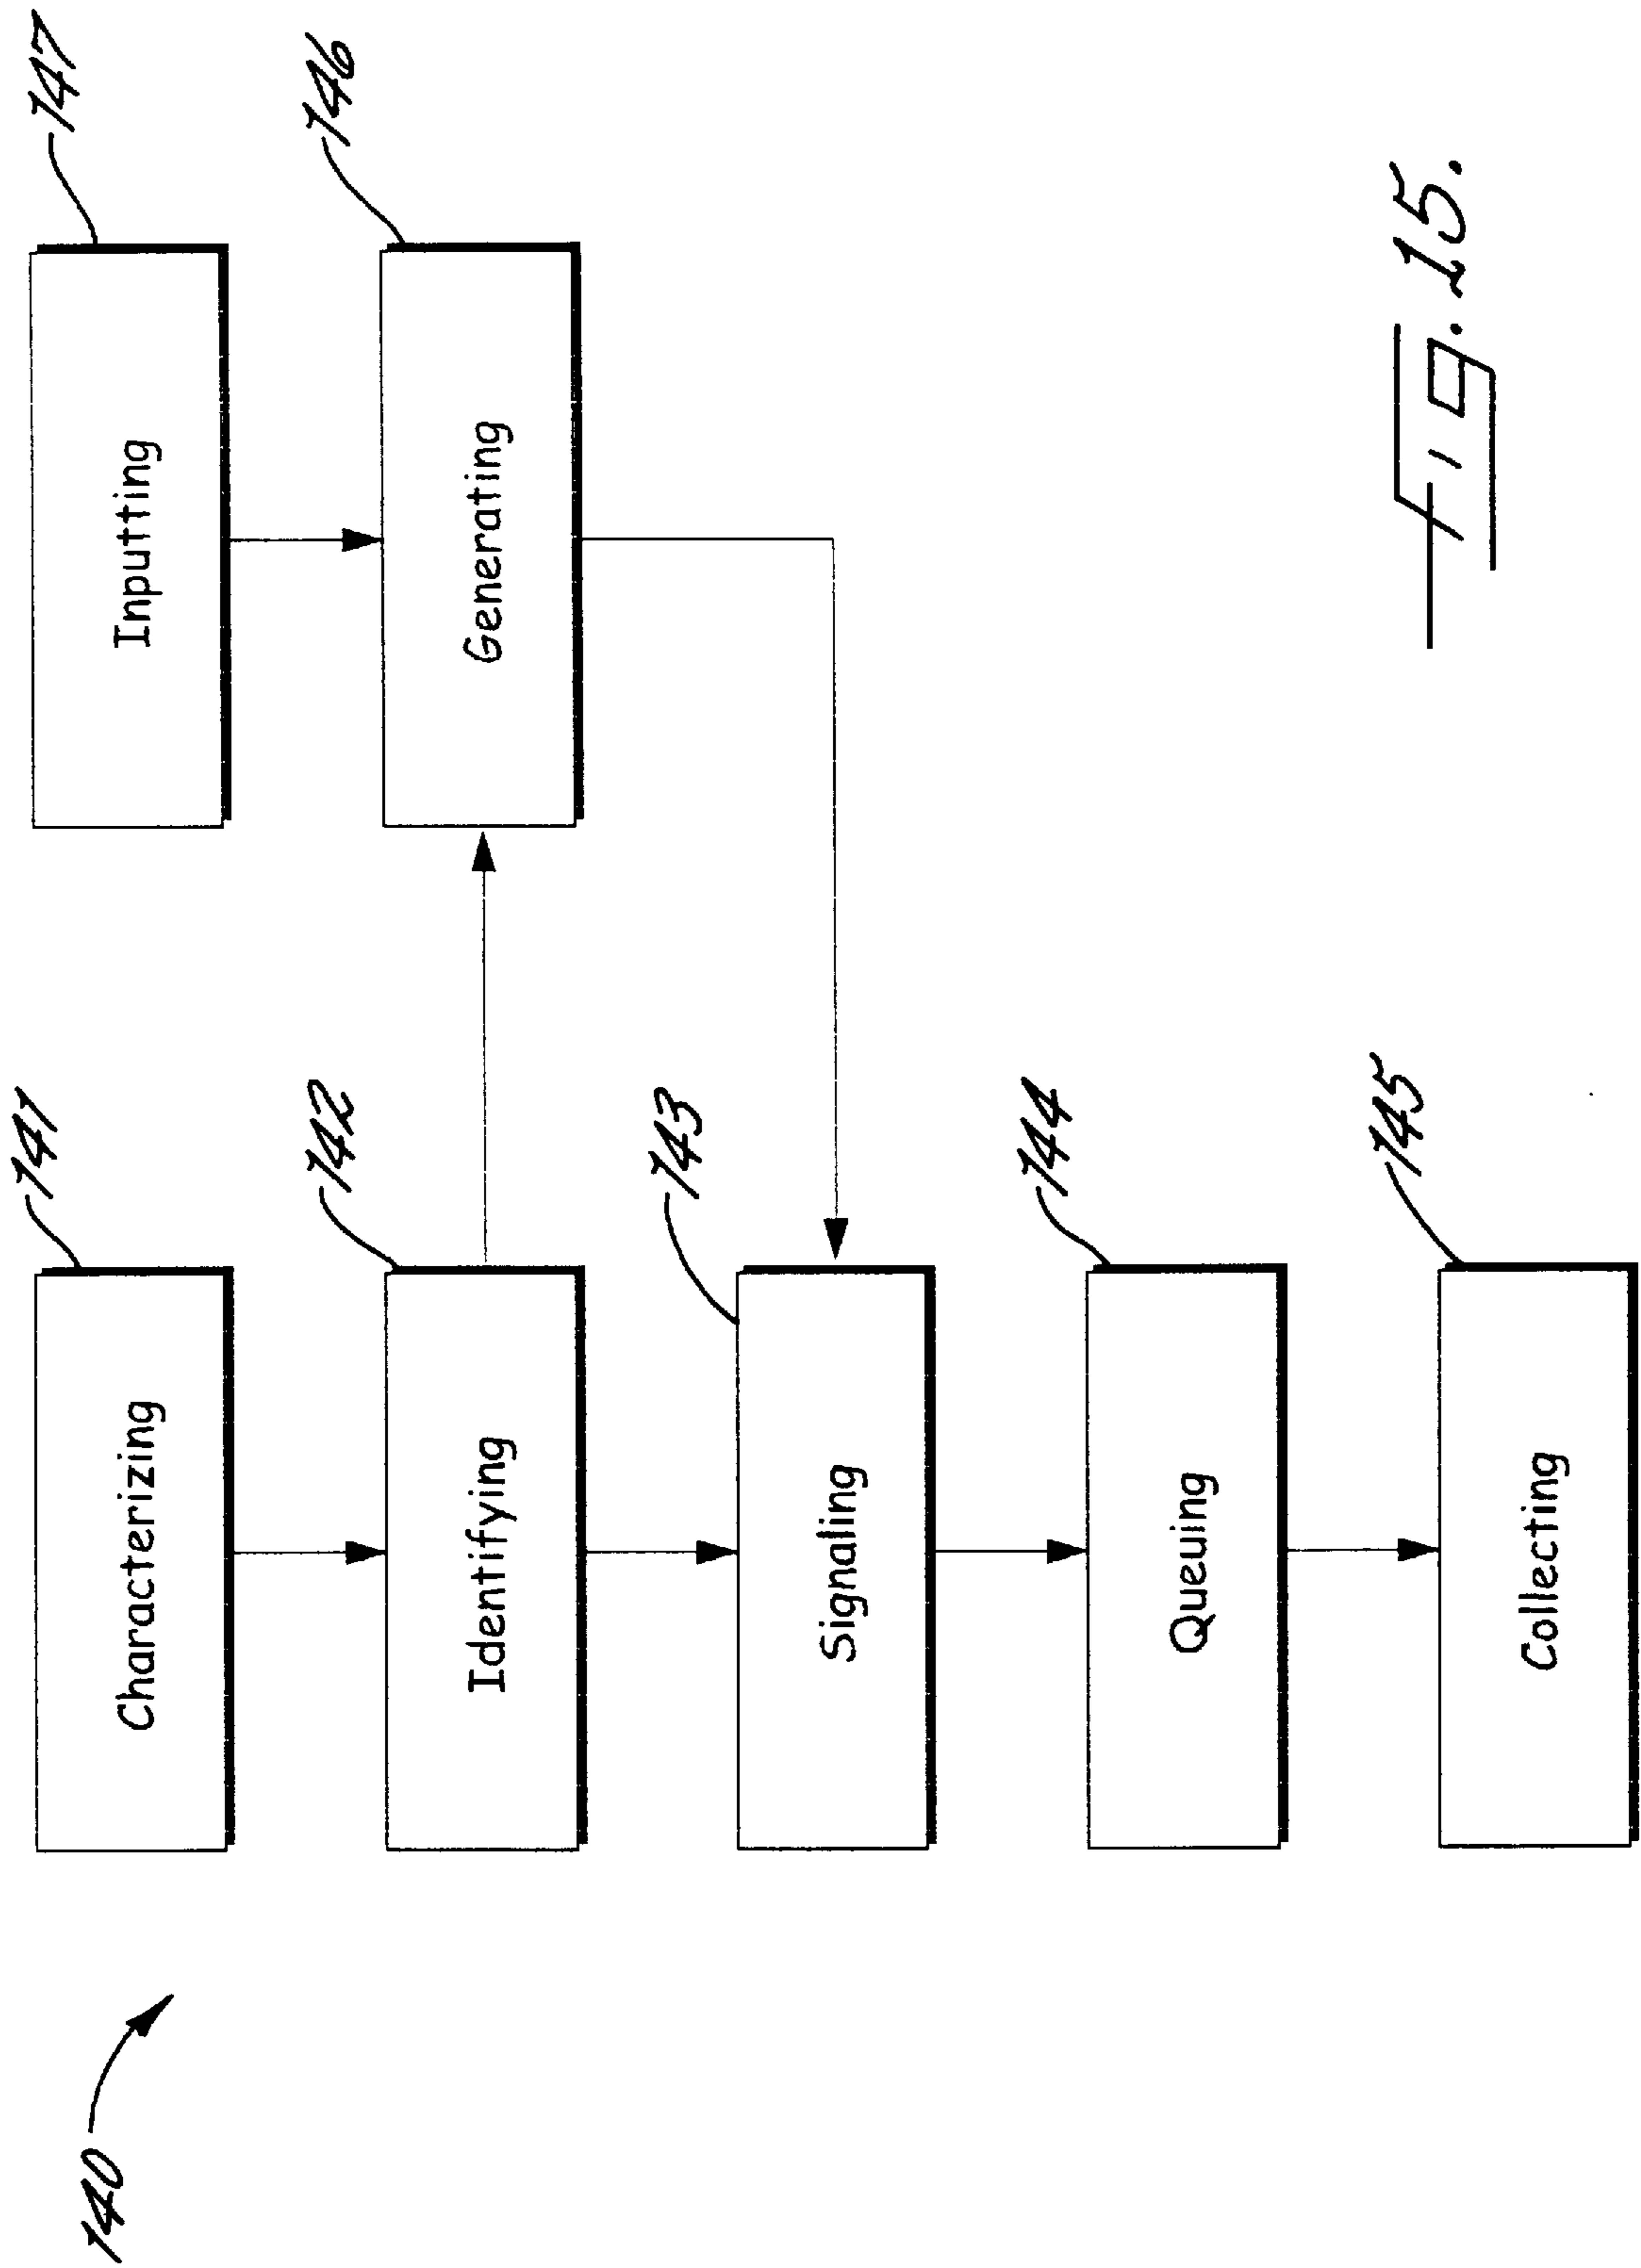 140
141
Characterizing
142
Identifying
143
Signaling
144
Queuing
145
Collecting
147
Inputting
146
Generating
Fig. 15.